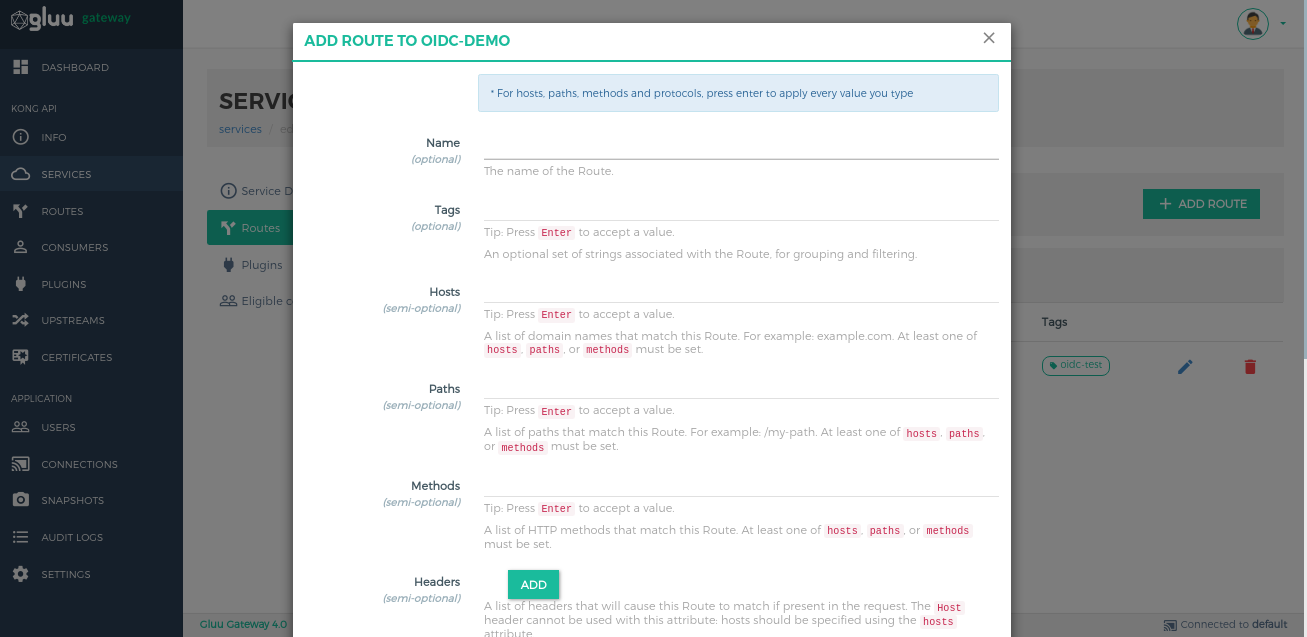 gluu gateway
ADD ROUTE TO OIDC-DEMO
* For hosts, paths, methods and protocols, press enter to apply every value you type
Name
(optional)
The name of the Route.
Tags
(optional)
Tip: Press Enter to accept a value.
An optional set of strings associated with the Route, for grouping and filtering.
Hosts
(semi-optional)
Tip: Press Enter to accept a value.
A list of domain names that match this Route. For example: example.com. At least one of
hosts, paths, or methods must be set.
Paths
(semi-optional)
Tip: Press Enter to accept a value.
A list of paths that match this Route. For example: /my-path. At least one of hosts, paths,
or methods must be set.
Methods
(semi-optional)
Tip: Press Enter to accept a value.
A list of HTTP methods that match this Route. At least one of hosts, paths, or methods
must be set.
Headers
(semi-optional)
ADD
A list of headers that will cause this Route to match if present in the request. The Host
header cannot be used with this attribute: hosts should be specified using the hosts
attribute
DASHBOARD
KONG API
INFO
SERVICES
ROUTES
CONSUMERS
PLUGINS
UPSTREAMS
CERTIFICATES
APPLICATION
USERS
CONNECTIONS
SNAPSHOTS
AUDIT LOGS
SETTINGS
SERVIC
services / ed
Service D
Routes
Plugins
Eligible c
+ ADD ROUTE
Tags
oidc-test
Gluu Gateway 4.0
Connected to default